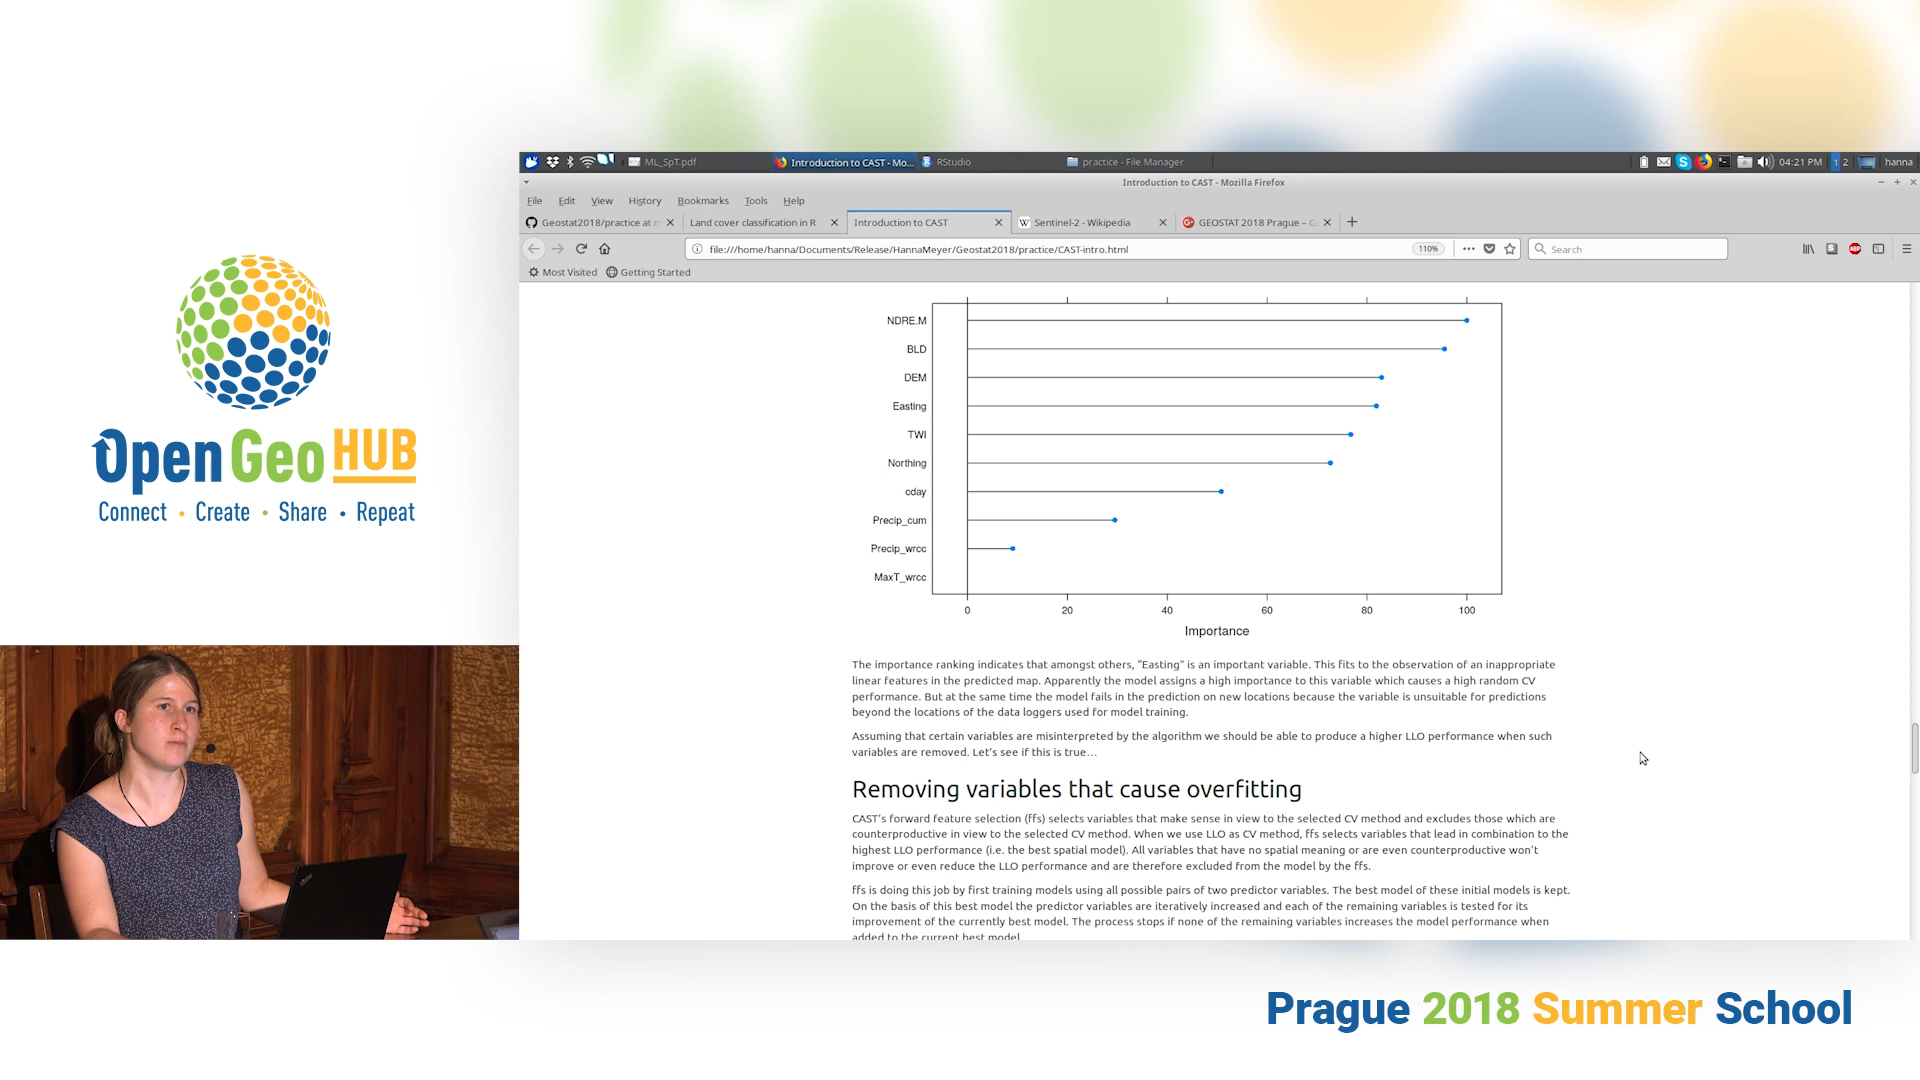 Open Geo HUB
Connect • Create • Share • Repeat
ML_SpT.pdf
Introduction to CAST - Mo...
RStudio
practice - File Manager
04:21 PM
1 2
hanna
Introduction to CAST - Mozilla Firefox
File Edit View History Bookmarks Tools Help
Geostat2018/practice at m
Land cover classification in R
Introduction to CAST
Sentinel-2 - Wikipedia
GEOSTAT 2018 Prague – G
file:///home/hanna/Documents/Release/HannaMeyer/Geostat2018/practice/CAST-intro.html
110%
Search
Most Visited Getting Started
NDRE.M
BLD
DEM
Easting
TWI
Northing
cday
Precip_cum
Precip_wrcc
MaxT_wrcc
0 20 40 60 80 100
Importance
The importance ranking indicates that amongst others, “Easting” is an important variable. This fits to the observation of an inappropriate
linear features in the predicted map. Apparently the model assigns a high importance to this variable which causes a high random CV
performance. But at the same time the model fails in the prediction on new locations because the variable is unsuitable for predictions
beyond the locations of the data loggers used for model training.
Assuming that certain variables are misinterpreted by the algorithm we should be able to produce a higher LLO performance when such
variables are removed. Let’s see if this is true…
Removing variables that cause overfitting
CAST’s forward feature selection (ffs) selects variables that make sense in view to the selected CV method and excludes those which are
counterproductive in view to the selected CV method. When we use LLO as CV method, ffs selects variables that lead in combination to the
highest LLO performance (i.e. the best spatial model). All variables that have no spatial meaning or are even counterproductive won’t
improve or even reduce the LLO performance and are therefore excluded from the model by the ffs.
ffs is doing this job by first training models using all possible pairs of two predictor variables. The best model of these initial models is kept.
On the basis of this best model the predictor variables are iteratively increased and each of the remaining variables is tested for its
improvement of the currently best model. The process stops if none of the remaining variables increases the model performance when
added to the current best model
Prague 2018 Summer School